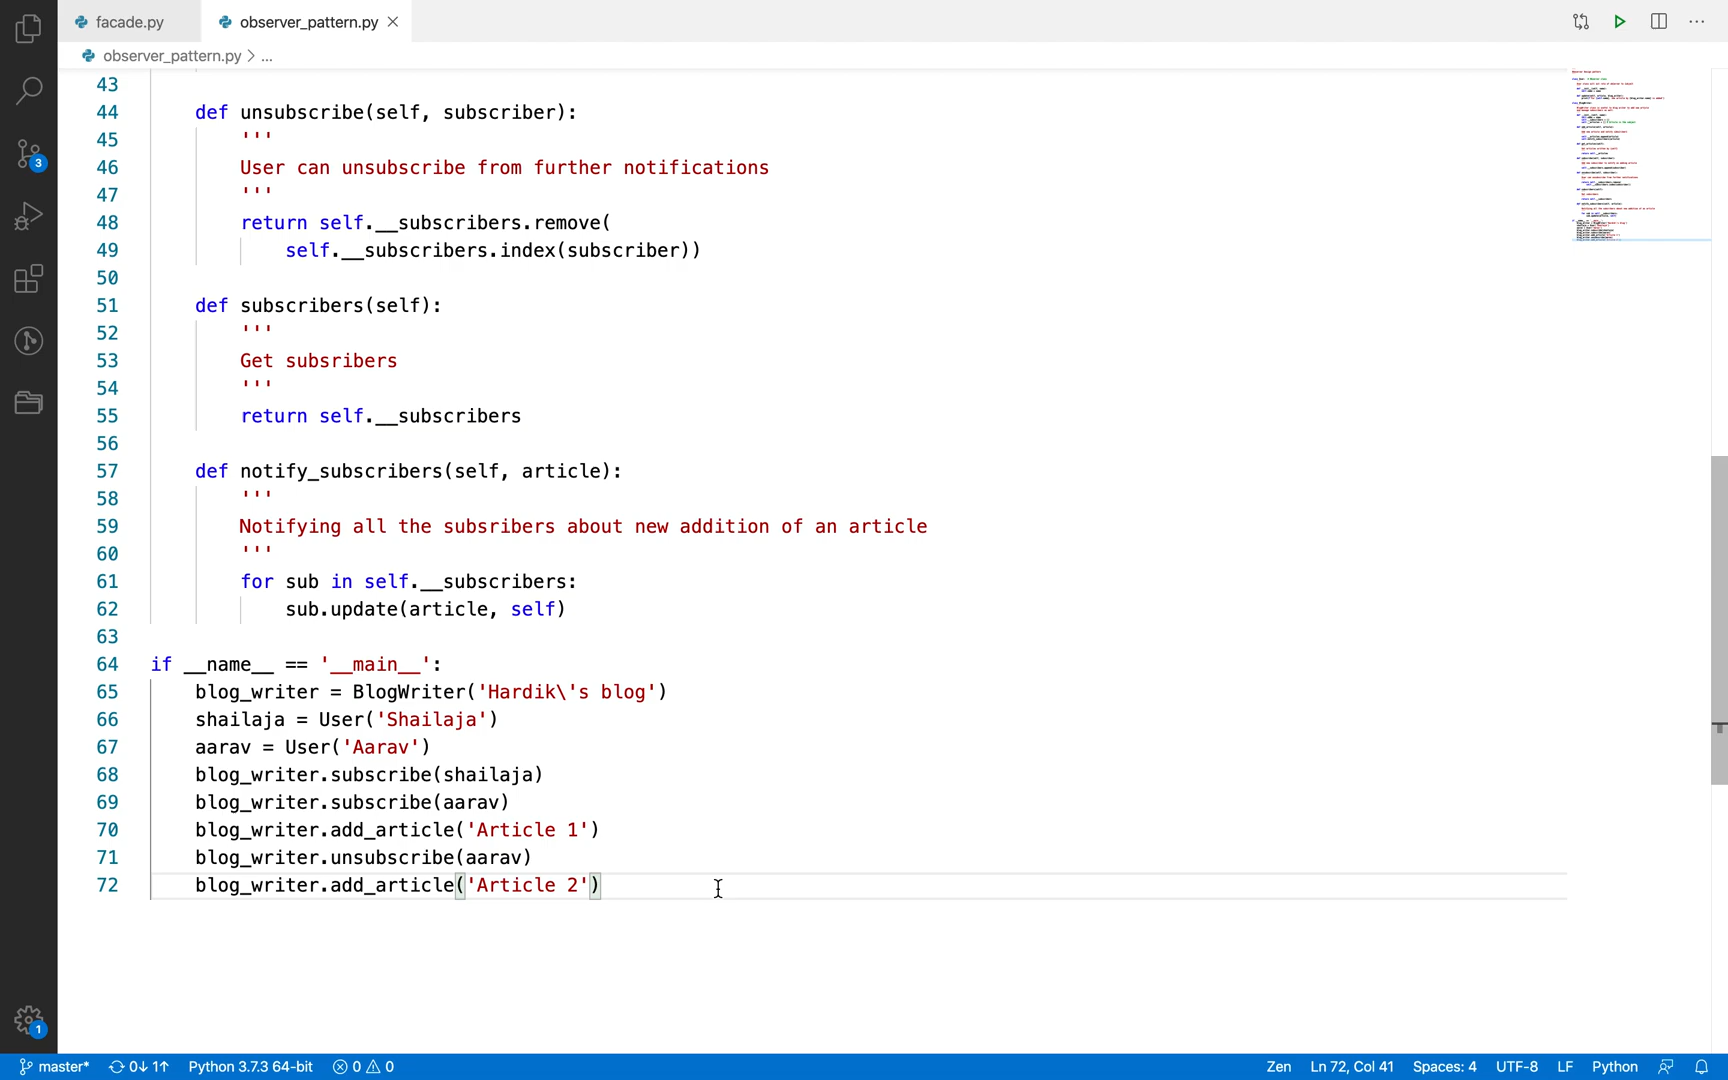 facade.py
observer_pattern.py
observer_pattern.py > ...
43
44 def unsubscribe(self, subscriber):
45 '''
46 User can unsubscribe from further notifications
47 '''
48 return self.__subscribers.remove(
49 self.__subscribers.index(subscriber))
50
51 def subscribers(self):
52 '''
53 Get subsribers
54 '''
55 return self.__subscribers
56
57 def notify_subscribers(self, article):
58 '''
59 Notifying all the subsribers about new addition of an article
60 '''
61 for sub in self.__subscribers:
62 sub.update(article, self)
63
64 if __name__ == '__main__':
65 blog_writer = BlogWriter('Hardik\'s blog')
66 shailaja = User('Shailaja')
67 aarav = User('Aarav')
68 blog_writer.subscribe(shailaja)
69 blog_writer.subscribe(aarav)
70 blog_writer.add_article('Article 1')
71 blog_writer.unsubscribe(aarav)
72 blog_writer.add_article('Article 2')
3
1
master* 0↓ 1↑ Python 3.7.3 64-bit 0 0 Zen Ln 72, Col 41 Spaces: 4 UTF-8 LF Python